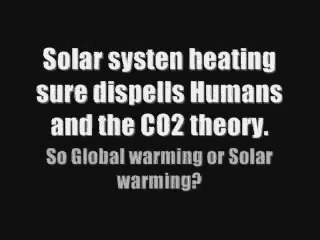 Solar systen heating
sure dispells Humans
and the CO2 theory.
So Global warming or Solar
warming?